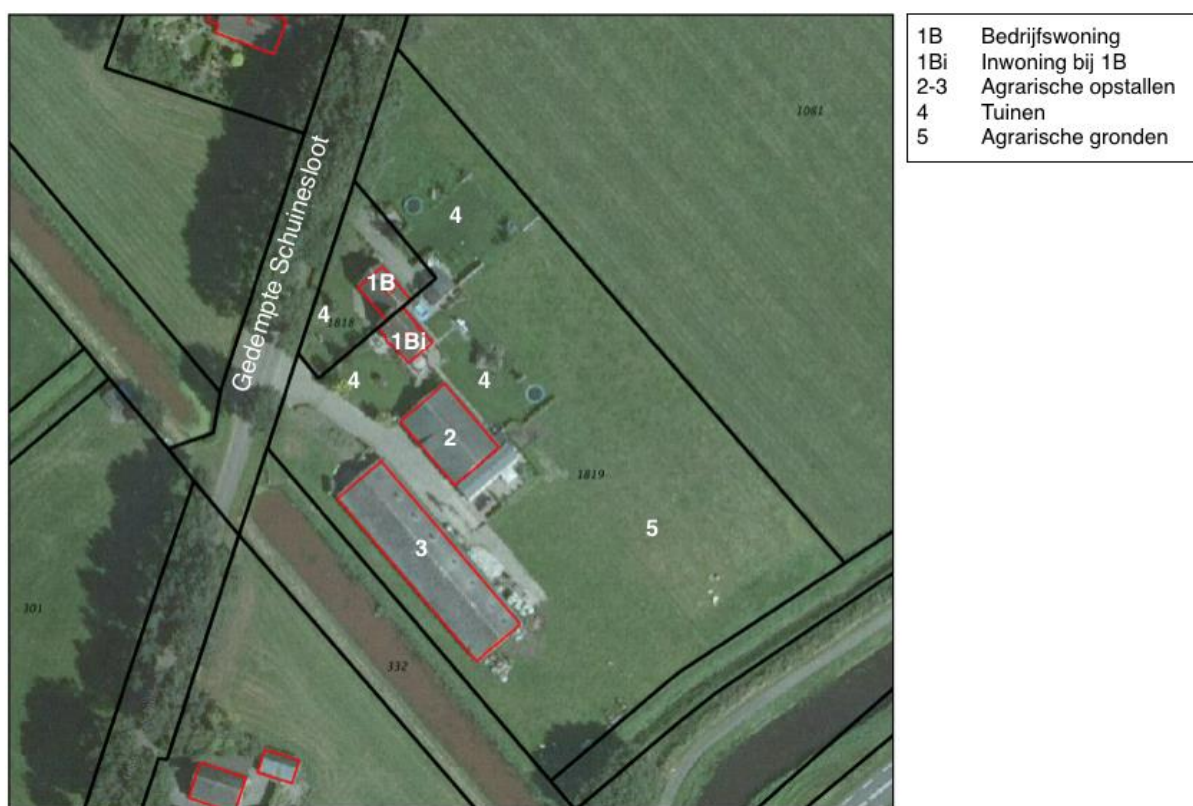 1B Bedrijfswoning
1Bi Inwoning bij 1B
2-3 Agrarische opstallen
4 Tuinen
5 Agrarische gronden
1081
Gedempte Schuinesloot
4
1B
4
1818
1Bi
4
4
2
1819
5
3
301
332